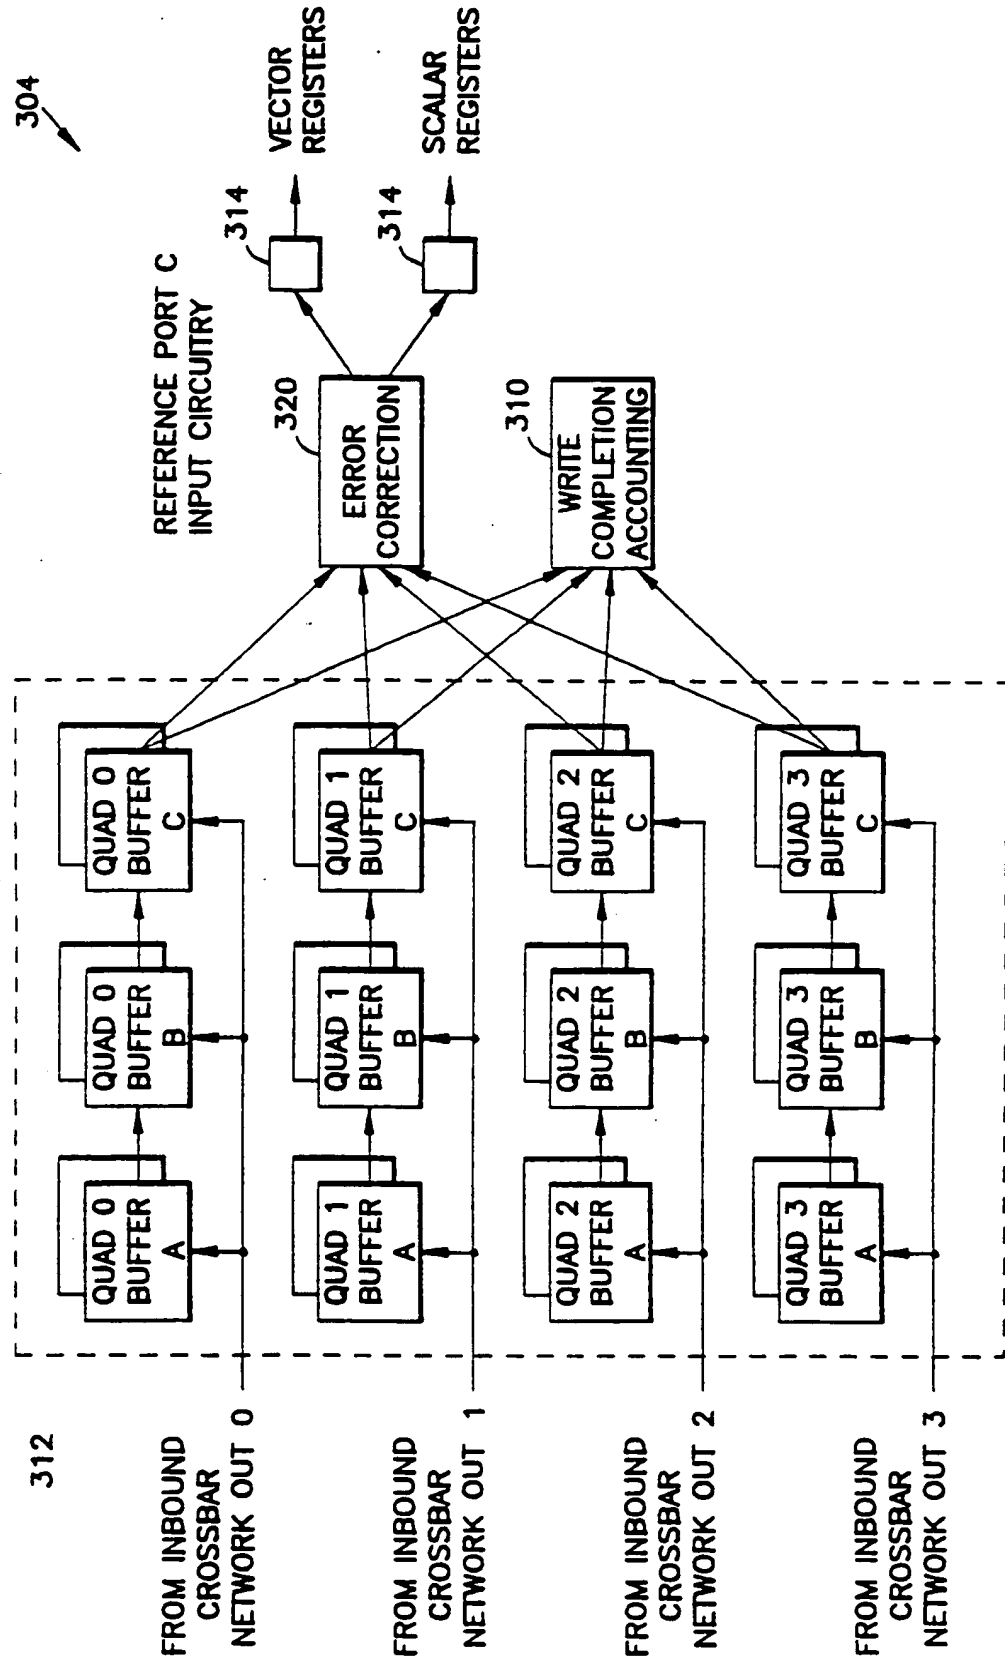 304
REFERENCE PORT C
INPUT CIRCUITRY
312
FROM INBOUND
CROSSBAR
NETWORK OUT 0
QUAD 0
BUFFER
A
QUAD 0
BUFFER
B
QUAD 0
BUFFER
C
FROM INBOUND
CROSSBAR
NETWORK OUT 1
QUAD 1
BUFFER
A
QUAD 1
BUFFER
B
QUAD 1
BUFFER
C
FROM INBOUND
CROSSBAR
NETWORK OUT 2
QUAD 2
BUFFER
A
QUAD 2
BUFFER
B
QUAD 2
BUFFER
C
FROM INBOUND
CROSSBAR
NETWORK OUT 3
QUAD 3
BUFFER
A
QUAD 3
BUFFER
B
QUAD 3
BUFFER
C
320
ERROR
CORRECTION
310
WRITE
COMPLETION
ACCOUNTING
314
VECTOR
REGISTERS
314
SCALAR
REGISTERS